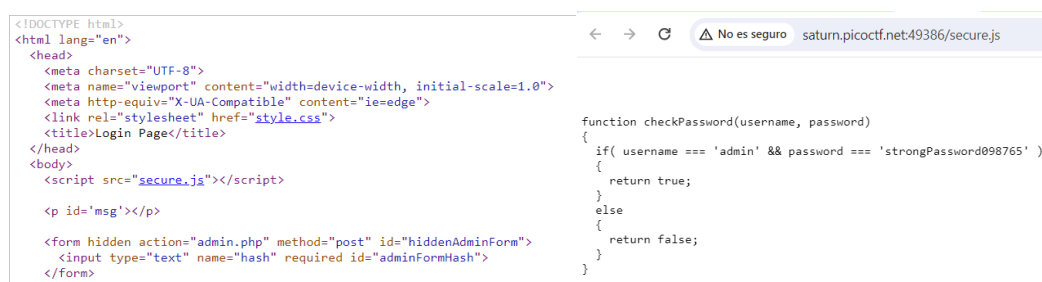 <!DOCTYPE html>
<html lang="en">
  <head>
    <meta charset="UTF-8">
    <meta name="viewport" content="width=device-width, initial-scale=1.0">
    <meta http-equiv="X-UA-Compatible" content="ie=edge">
    <link rel="stylesheet" href="style.css">
    <title>Login Page</title>
  </head>
  <body>
    <script src="secure.js"></script>

    <p id='msg'></p>

    <form hidden action="admin.php" method="post" id="hiddenAdminForm">
      <input type="text" name="hash" required id="adminFormHash">
    </form>
No es seguro saturn.picoctf.net:49386/secure.js
function checkPassword(username, password)
{
  if( username === 'admin' && password === 'strongPassword098765' )
  {
    return true;
  }
  else
  {
    return false;
  }
}